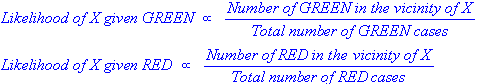 Likelihood of X given GREEN ∝ Number of GREEN in the vicinity of X / Total number of GREEN cases
Likelihood of X given RED ∝ Number of RED in the vicinity of X / Total number of RED cases